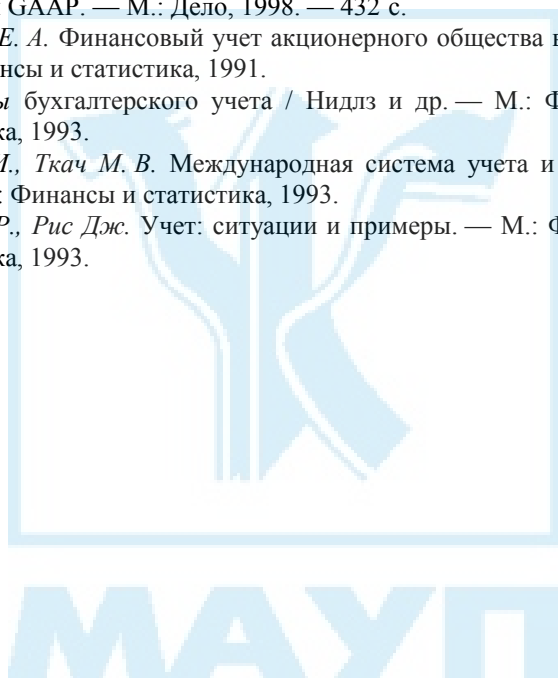 GAAP. — М.: Дело, 1998. — 432 с.
Е. А. Финансовый учет акционерного общества
нсы и статистика, 1991.
ы бухгалтерского учета / Нидлз и др. — М.: Ф
ка, 1993.
И., Ткач М. В. Международная система учета и
: Финансы и статистика, 1993.
Р., Рис Дж. Учет: ситуации и примеры. — М.: Ф
ка, 1993.
МАУП